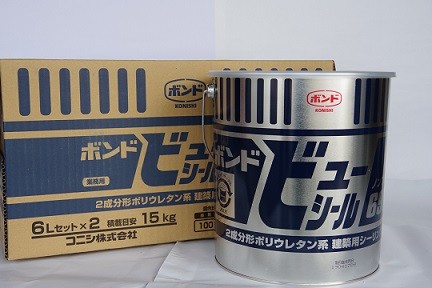 ボンド
KONISHI
ボンド
ビュー
シール
業務用
6Lセット×2 積載目安 15kg
コニシ株式会社
2成分形ポリウレタン系 建築
100
ボンド
KONISHI
ボンド
ビュー
シール
2成分形ポリウレタン系 建築用シーリ